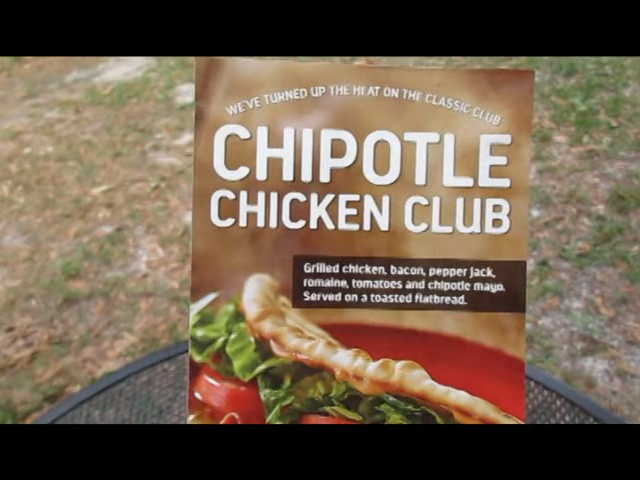 WE'VE TURNED UP THE HEAT ON THE CLASSIC CLUB
CHIPOTLE
CHICKEN CLUB
Grilled chicken, bacon, pepper jack,
romaine, tomatoes and chipotle mayo.
Served on a toasted flatbread.